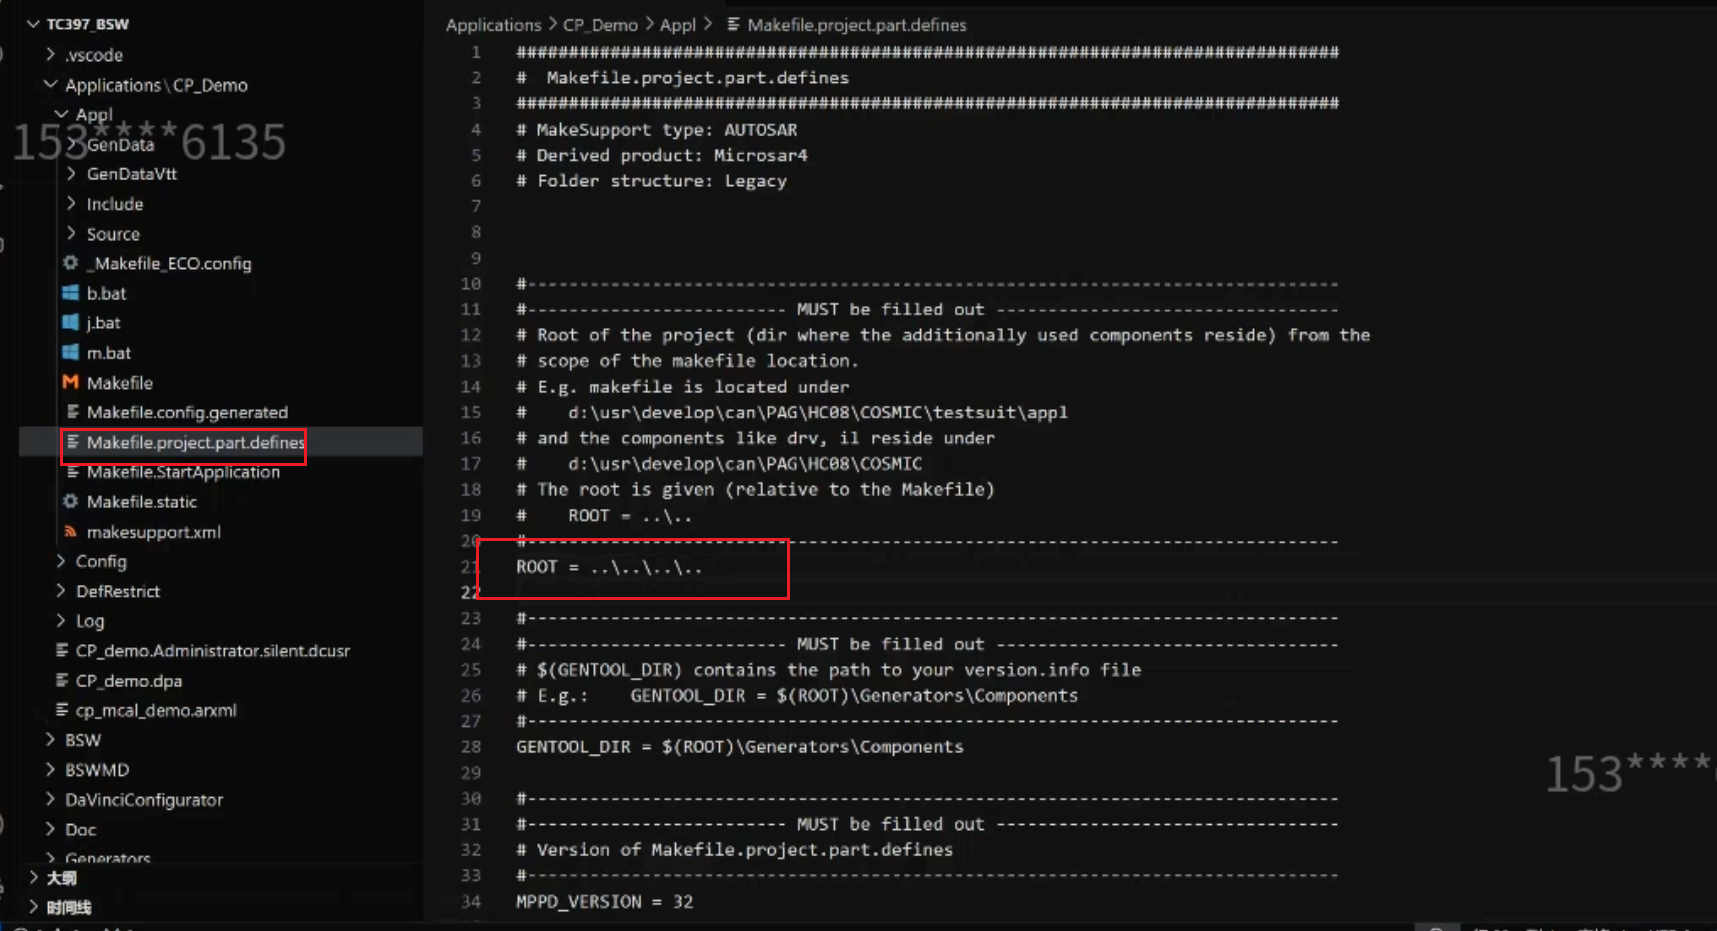 TC397_BSW
.vscode
Applications\CP_Demo
Appl
153****6135
GenData
GenDataVtt
Include
Source
_Makefile_ECO.config
b.bat
j.bat
m.bat
Makefile
Makefile.config.generated
Makefile.project.part.defines
Makefile.StartApplication
Makefile.static
makesupport.xml
Config
DefRestrict
Log
CP_demo.Administrator.silent.dcusr
CP_demo.dpa
cp_mcal_demo.arxml
BSW
BSWMD
DaVinciConfigurator
Doc
Generators
大纲
时间线
Applications > CP_Demo > Appl > Makefile.project.part.defines
1 ###############################################################################
2 #  Makefile.project.part.defines
3 ###############################################################################
4 # MakeSupport type: AUTOSAR
5 # Derived product: Microsar4
6 # Folder structure: Legacy
7
8
9
10 #------------------------------------------------------------------------------
11 #------------------------- MUST be filled out ---------------------------------
12 # Root of the project (dir where the additionally used components reside) from the
13 # scope of the makefile location.
14 # E.g. makefile is located under
15 #    d:\usr\develop\can\PAG\HC08\COSMIC\testsuit\appl
16 # and the components like drv, il reside under
17 #    d:\usr\develop\can\PAG\HC08\COSMIC
18 # The root is given (relative to the Makefile)
19 #    ROOT = ..\..
20 #------------------------------------------------------------------------------
21 ROOT = ..\..\..\..
22
23 #------------------------------------------------------------------------------
24 #------------------------- MUST be filled out ---------------------------------
25 # $(GENTOOL_DIR) contains the path to your version.info file
26 # E.g.:    GENTOOL_DIR = $(ROOT)\Generators\Components
27 #------------------------------------------------------------------------------
28 GENTOOL_DIR = $(ROOT)\Generators\Components
29
30 #------------------------------------------------------------------------------
31 #------------------------- MUST be filled out ---------------------------------
32 # Version of Makefile.project.part.defines
33 #------------------------------------------------------------------------------
34 MPPD_VERSION = 32
153****